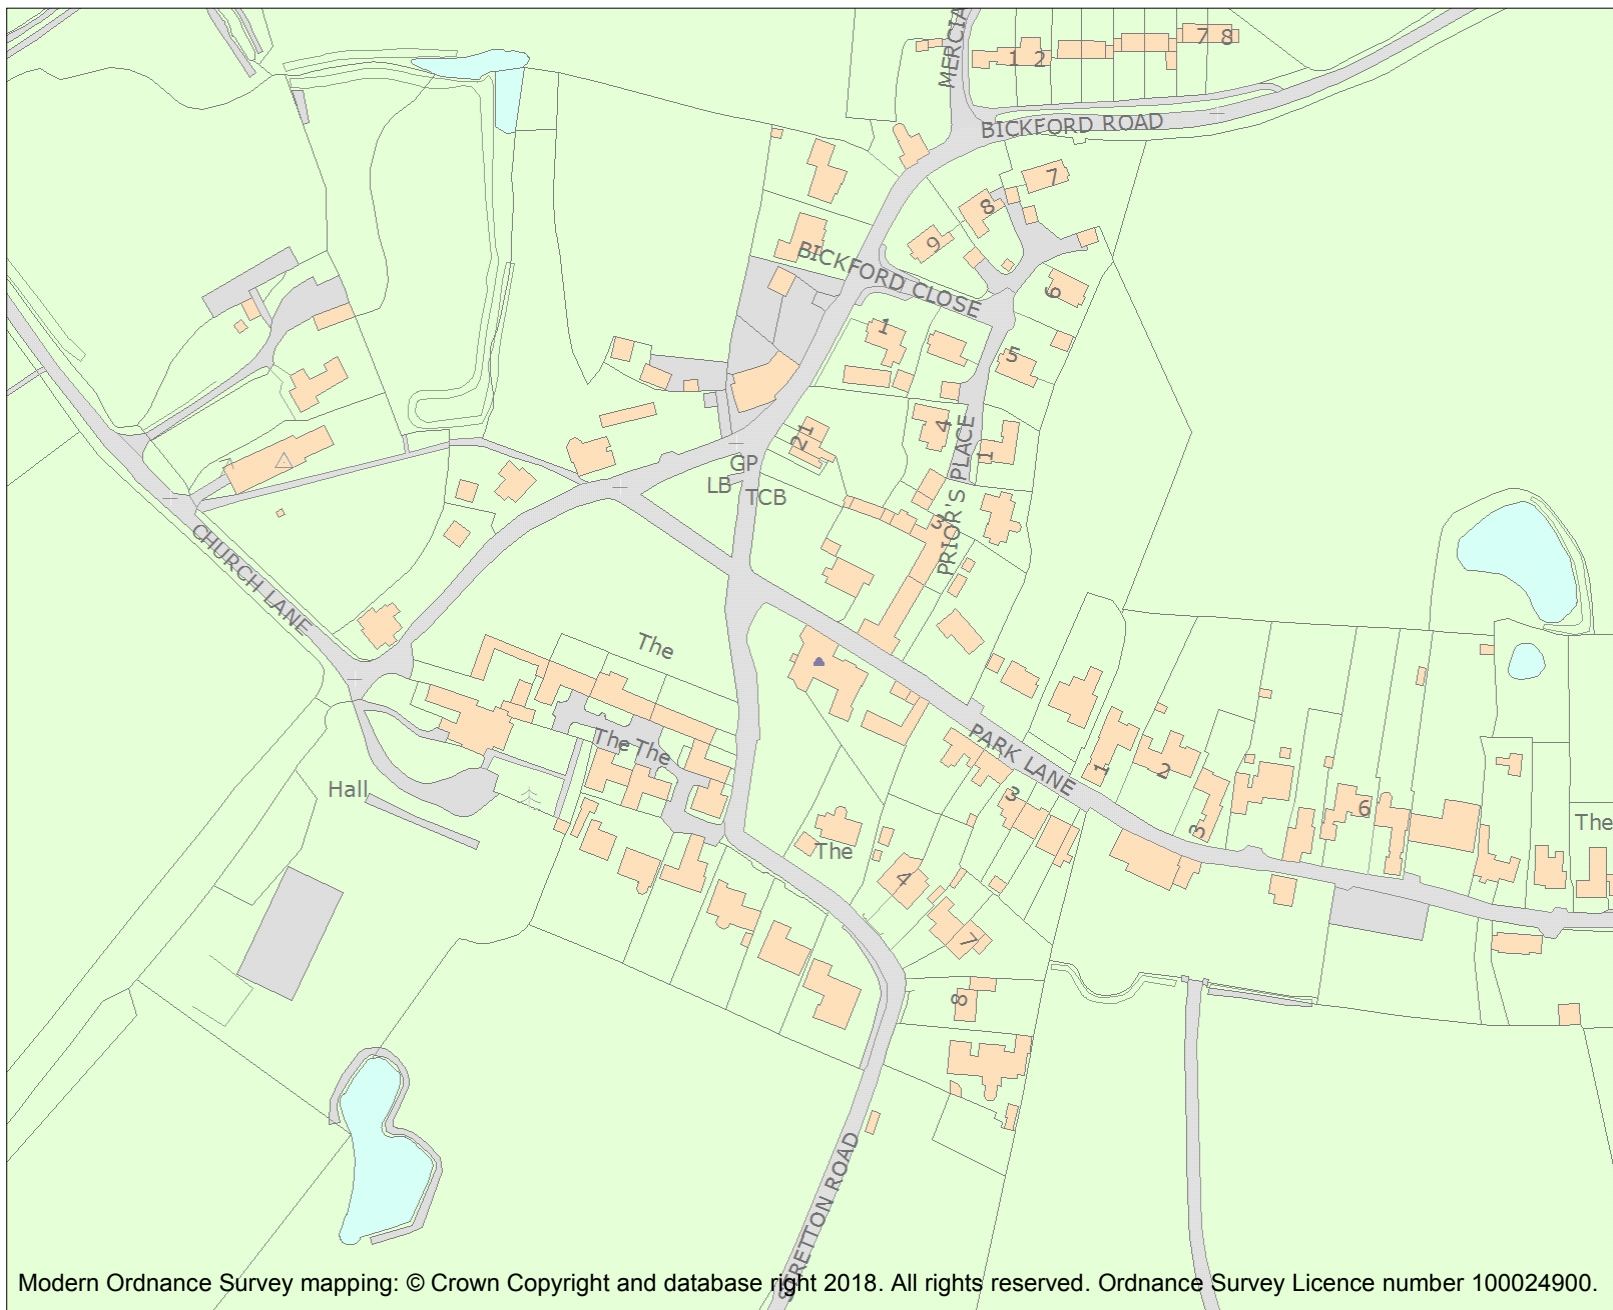 MERCIA
1 2
7 8
BICKFORD ROAD
7
8
9
BICKFORD CLOSE
6
1
5
4
21
PRIOR'S PLACE
1
GP
LB
TCB
3
CHURCH LANE
The
The The
Hall
PARK LANE
1
2
3
3
6
The
The
4
7
8
STRETTON ROAD
Modern Ordnance Survey mapping: © Crown Copyright and database right 2018. All rights reserved. Ordnance Survey Licence number 100024900.